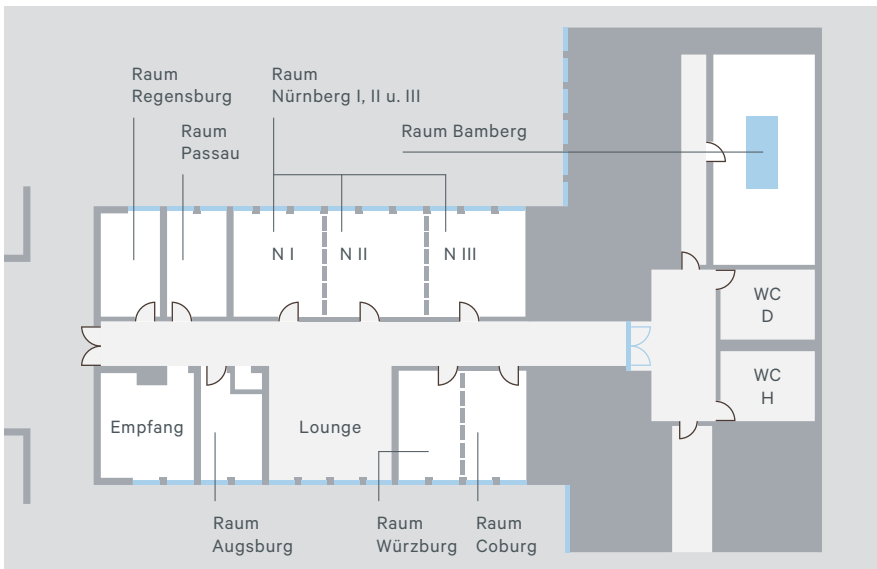 Raum
Regensburg
Raum
Nürnberg I, II u. III
Raum
Passau
Raum Bamberg
N I
N II
N III
WC
D
WC
H
Empfang
Lounge
Raum
Augsburg
Raum
Würzburg
Raum
Coburg